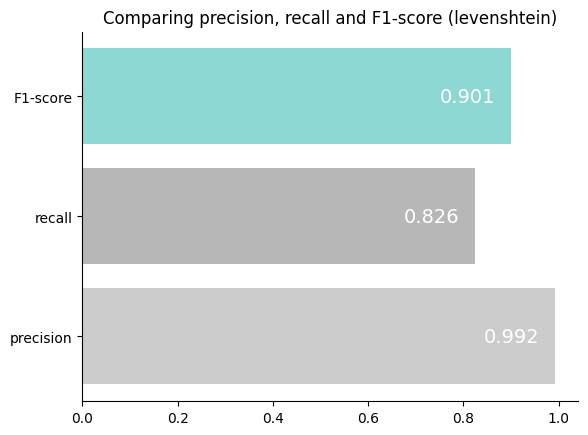 Comparing precision, recall and F1-score (levenshtein)
F1-score
0.901
recall
0.826
precision
0.992
0.0 0.2 0.4 0.6 0.8 1.0